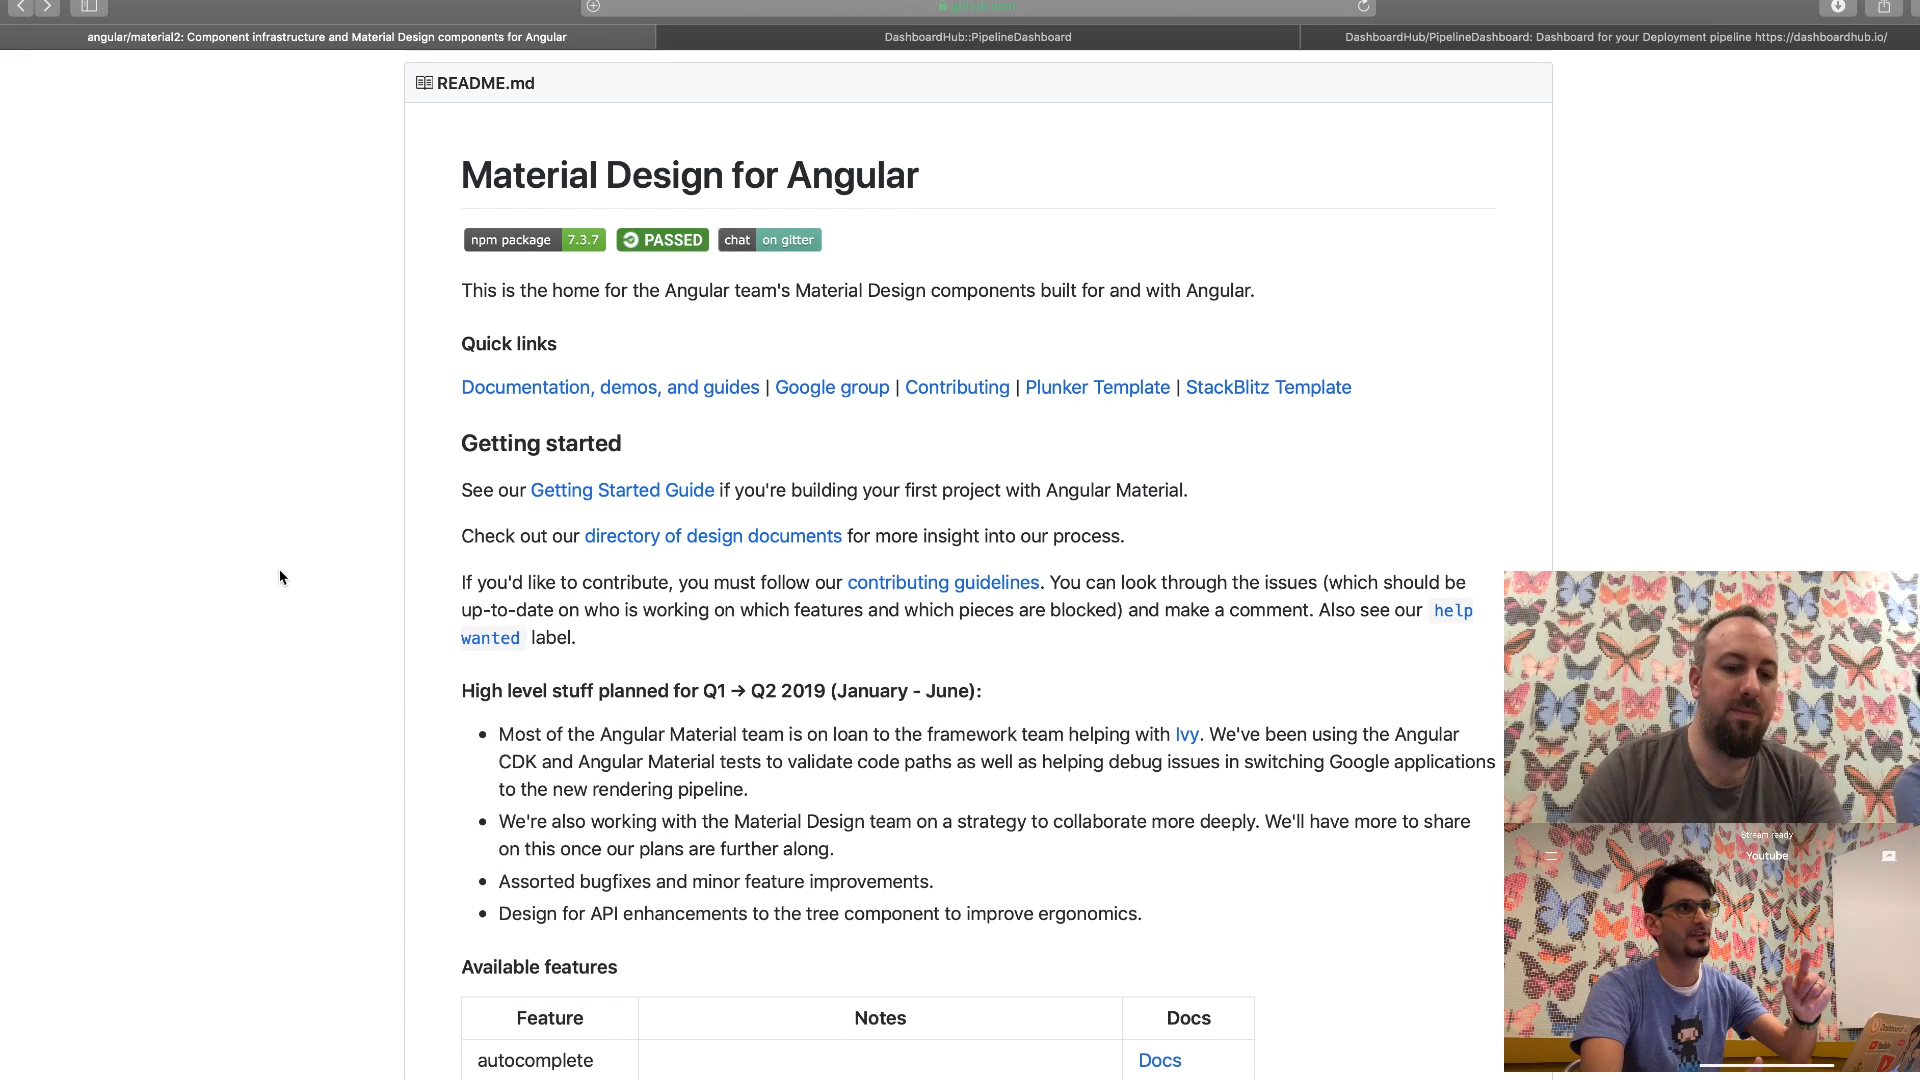 github.com
angular/material2: Component infrastructure and Material Design components for Angular
DashboardHub::PipelineDashboard
DashboardHub/PipelineDashboard: Dashboard for your Deployment pipeline https://dashboardhub.io/
README.md
Material Design for Angular
npm package 7.3.7 PASSED chat on gitter
This is the home for the Angular team's Material Design components built for and with Angular.
Quick links
Documentation, demos, and guides | Google group | Contributing | Plunker Template | StackBlitz Template
Getting started
See our Getting Started Guide if you're building your first project with Angular Material.
Check out our directory of design documents for more insight into our process.
If you'd like to contribute, you must follow our contributing guidelines. You can look through the issues (which should be
up-to-date on who is working on which features and which pieces are blocked) and make a comment. Also see our help
wanted label.
High level stuff planned for Q1 → Q2 2019 (January - June):
• Most of the Angular Material team is on loan to the framework team helping with Ivy. We've been using the Angular
CDK and Angular Material tests to validate code paths as well as helping debug issues in switching Google applications
to the new rendering pipeline.
• We're also working with the Material Design team on a strategy to collaborate more deeply. We'll have more to share
on this once our plans are further along.
• Assorted bugfixes and minor feature improvements.
• Design for API enhancements to the tree component to improve ergonomics.
Available features
Feature Notes Docs
autocomplete Docs
Stream ready
Youtube